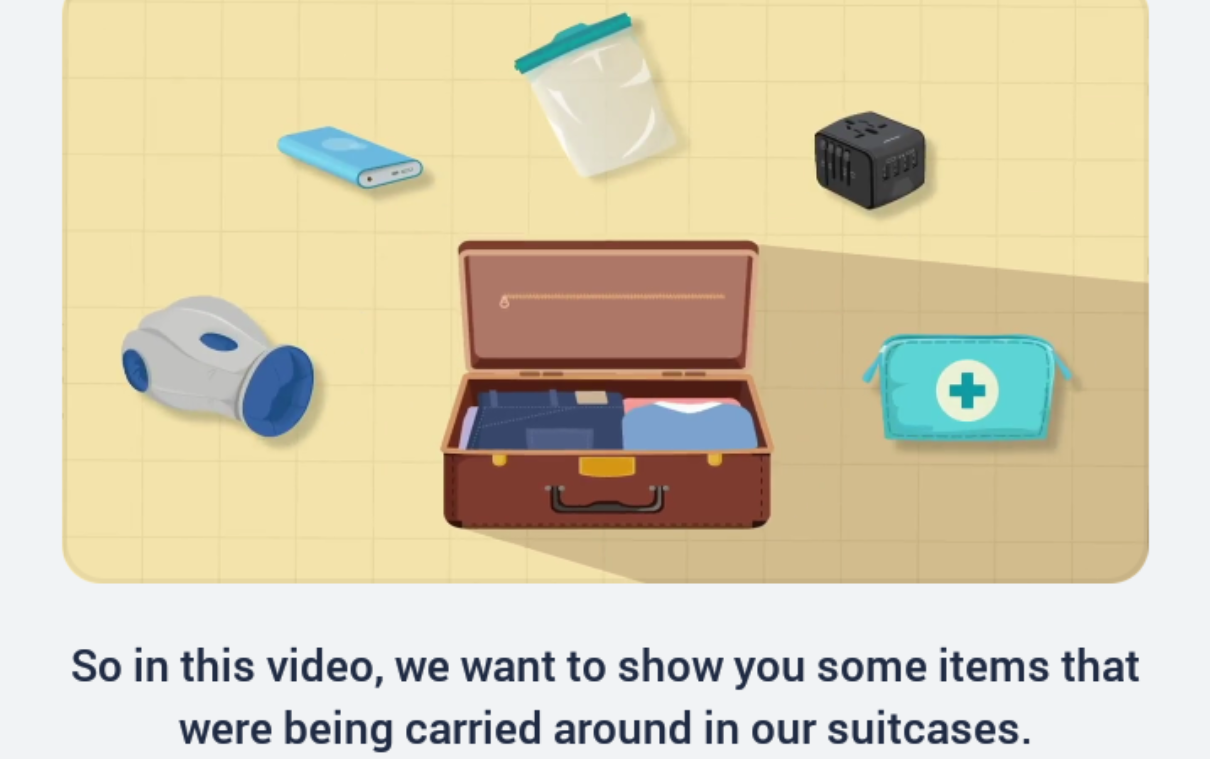 So in this video, we want to show you some items that
were being carried around in our suitcases.